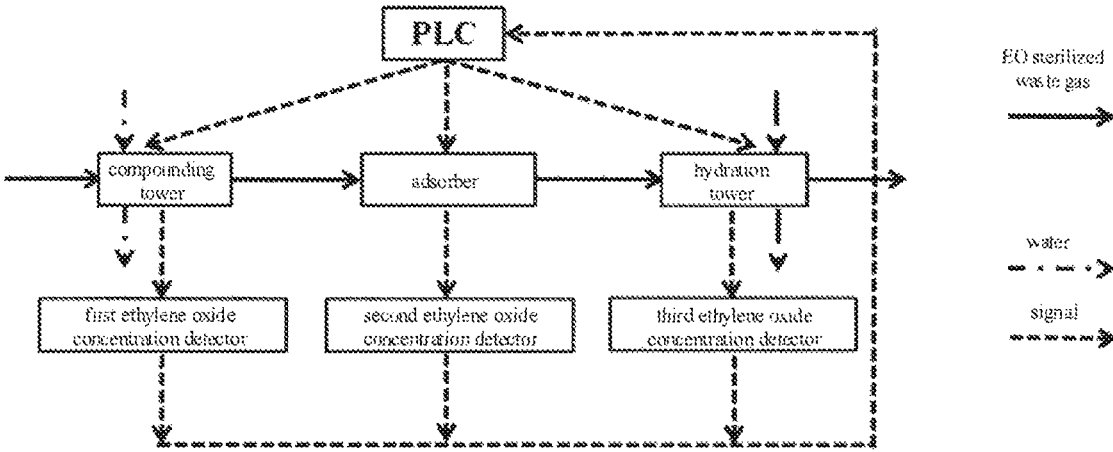 PLC
EO sterilized
waste gas
compounding
tower
adsorber
hydration
tower
water
first ethylene oxide
concentration detector
second ethylene oxide
concentration detector
third ethylene oxide
concentration detector
signal